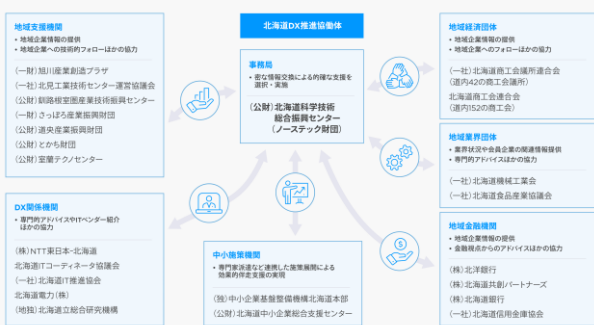 北海道DX推進協働体
地域支援機関
• 地域企業情報の提供
• 地域企業への技術的フォローほかの協力
(一財)旭川産業創造プラザ
(一社)北見工業技術センター運営協議会
(公財)釧路根室圏産業技術振興センター
(一財)さっぽろ産業振興財団
(公財)道央産業振興財団
(公財)とかち財団
(公財)室蘭テクノセンター
事務局
• 密な情報交換による的確な支援を
選択・実施
(公財)北海道科学技術
総合振興センター
(ノーステック財団)
地域経済団体
• 地域企業情報の提供
• 地域企業へのフォローほかの協力
(一社)北海道商工会議所連合会
(道内42の商工会議所)
北海道商工会連合会
(道内152の商工会)
地域業界団体
• 業界状況や会員企業の関連情報提供
• 専門的アドバイスほかの協力
(一社)北海道機械工業会
(一社)北海道食品産業協議会
DX関係機関
• 専門的アドバイスやITベンダー紹介
ほかの協力
(株)NTT東日本-北海道
北海道ITコーディネータ協議会
(一社)北海道IT推進協会
北海道電力(株)
(地独)北海道立総合研究機構
中小施策機関
• 専門家派遣など連携した施策展開による
効果的伴走支援の実現
(独)中小企業基盤整備機構北海道本部
(公財)北海道中小企業総合支援センター
地域金融機関
• 地域企業情報の提供
• 金融視点からのアドバイスほかの協力
(株)北洋銀行
(株)北海道共創パートナーズ
(株)北海道銀行
(一社)北海道信用金庫協会